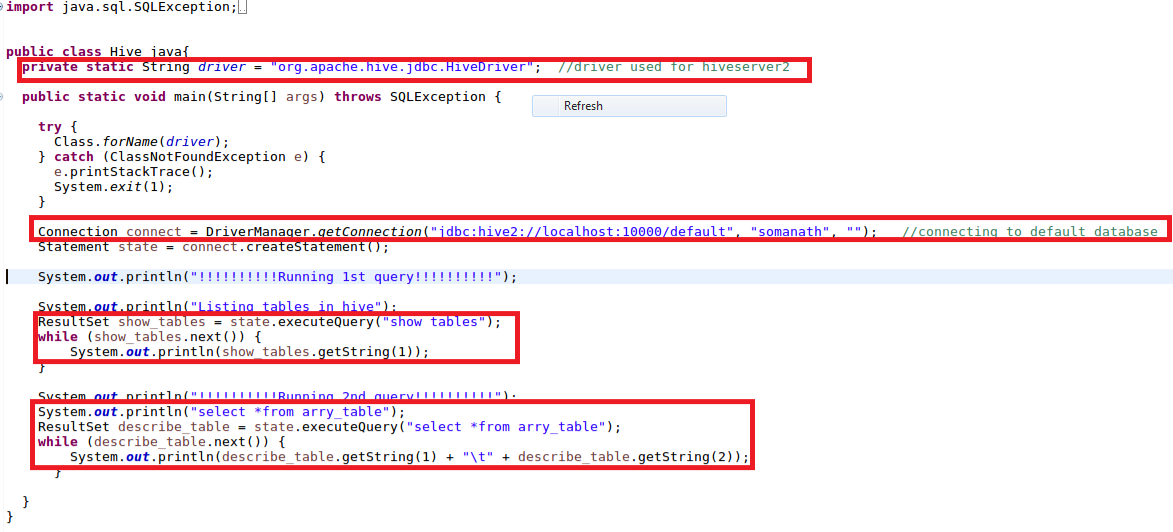 import java.sql.SQLException;
public class Hive_java{
private static String driver = "org.apache.hive.jdbc.HiveDriver"; //driver used for hiveserver2
public static void main(String[] args) throws SQLException {
Refresh
try {
Class.forName(driver);
} catch (ClassNotFoundException e) {
e.printStackTrace();
System.exit(1);
}
Connection connect = DriverManager.getConnection("jdbc:hive2://localhost:10000/default", "somanath", ""); //connecting to default database
Statement state = connect.createStatement();
System.out.println("!!!!!!!!!!Running 1st query!!!!!!!!!!");
System.out.println("Listing tables in hive");
ResultSet show_tables = state.executeQuery("show tables");
while (show_tables.next()) {
System.out.println(show_tables.getString(1));
}
System.out.println("!!!!!!!!!!Running 2nd query!!!!!!!!!!");
System.out.println("select *from arry_table");
ResultSet describe_table = state.executeQuery("select *from arry_table");
while (describe_table.next()) {
System.out.println(describe_table.getString(1) + "\t" + describe_table.getString(2));
}
}
}